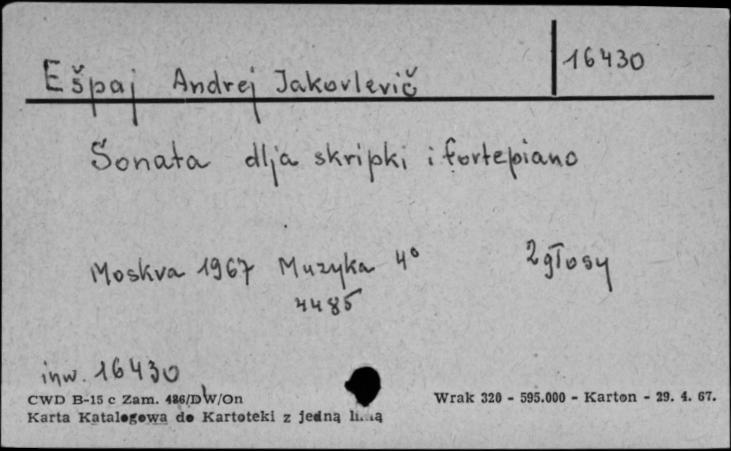 16430
Ešpaj Andrej Jakovlevič
Sonata dlja skripki i fortepiano
Moskva 1967 Muzyka 4° 2 głosy
4485
inw. 16430
CWD B-15 c Zam. 486/DW/On Wrak 320 - 595.000 - Karton - 29. 4. 67.
Karta Katalogowa do Kartoteki z jedną